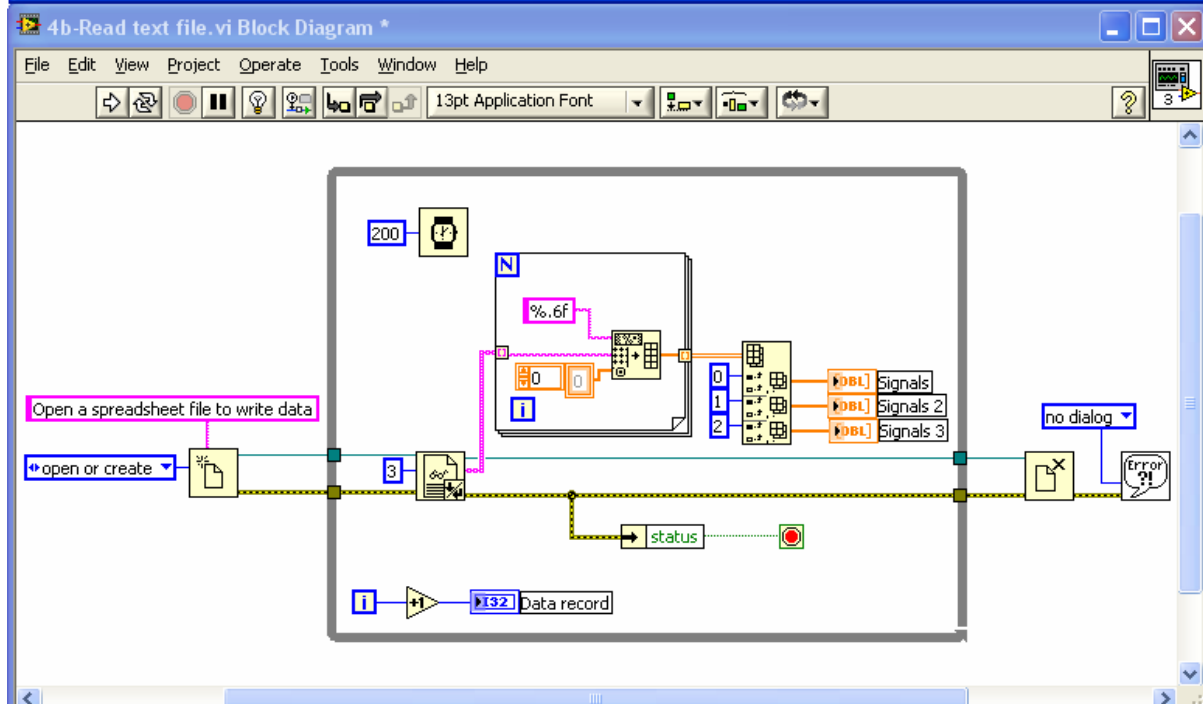 4b-Read text file.vi Block Diagram *
File Edit View Project Operate Tools Window Help
13pt Application Font
?
3
200
N
%.6f
0 0
i
0
1
2
DBL] Signals
DBL] Signals 2
DBL] Signals 3
Open a spreadsheet file to write data
open or create
3
no dialog
Error
?!
status
i +1 I32 Data record